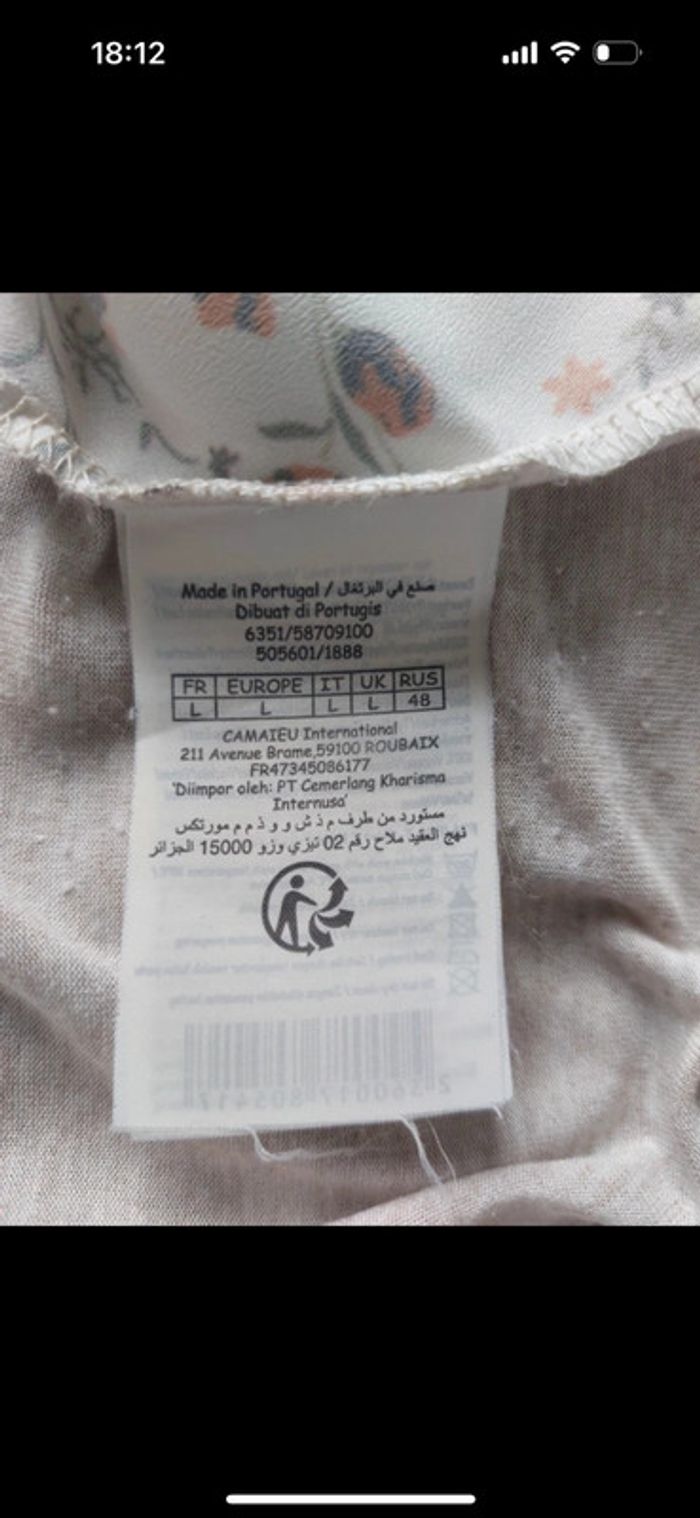 18:12
Made in Portugal / صنع في البرتغال
Dibuat di Portugis
6351/58709100
505601/1888
FR EUROPE IT UK RUS
L L L L 48
CAMAIEU International
211 Avenue Brame,59100 ROUBAIX
FR47345086177
'Diimpor oleh: PT Cemerlang Kharisma
Internusa'
مستورد من طرف م ذ ش و و ذ م م مورتكس
نهج العقيد ملاح رقم 02 تيزي وزو 15000 الجزائر